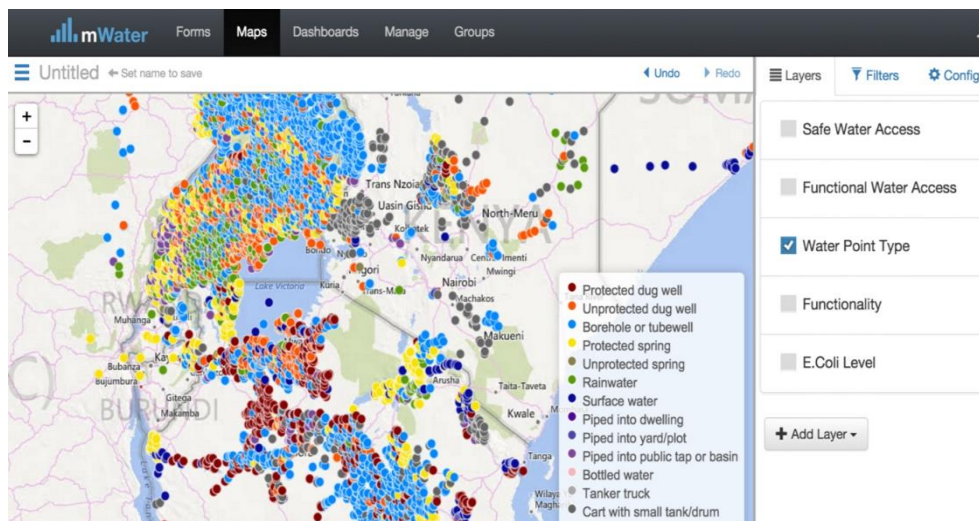 mWater
Forms
Maps
Dashboards
Manage
Groups
Untitled
Set name to save
Undo
Redo
Layers
Filters
Config
+
-
Safe Water Access
Functional Water Access
Water Point Type
Functionality
E.Coli Level
Add Layer
Trans Nzoia
Uasin Gishu
North-Meru
KENYA
Nyandarua
Mwingi
Nairobi
Machakos
Makueni
Kuria
Trans-Mara
Lake Victoria
Muhanga
Bubanza
Bujumbura
Gitega
Makamba
BURUNDI
Arusha
Taita-Taveta
Kwale
Tanga
Protected dug well
Unprotected dug well
Borehole or tubewell
Protected spring
Unprotected spring
Rainwater
Surface water
Piped into dwelling
Piped into yard/plot
Piped into public tap or basin
Bottled water
Tanker truck
Cart with small tank/drum